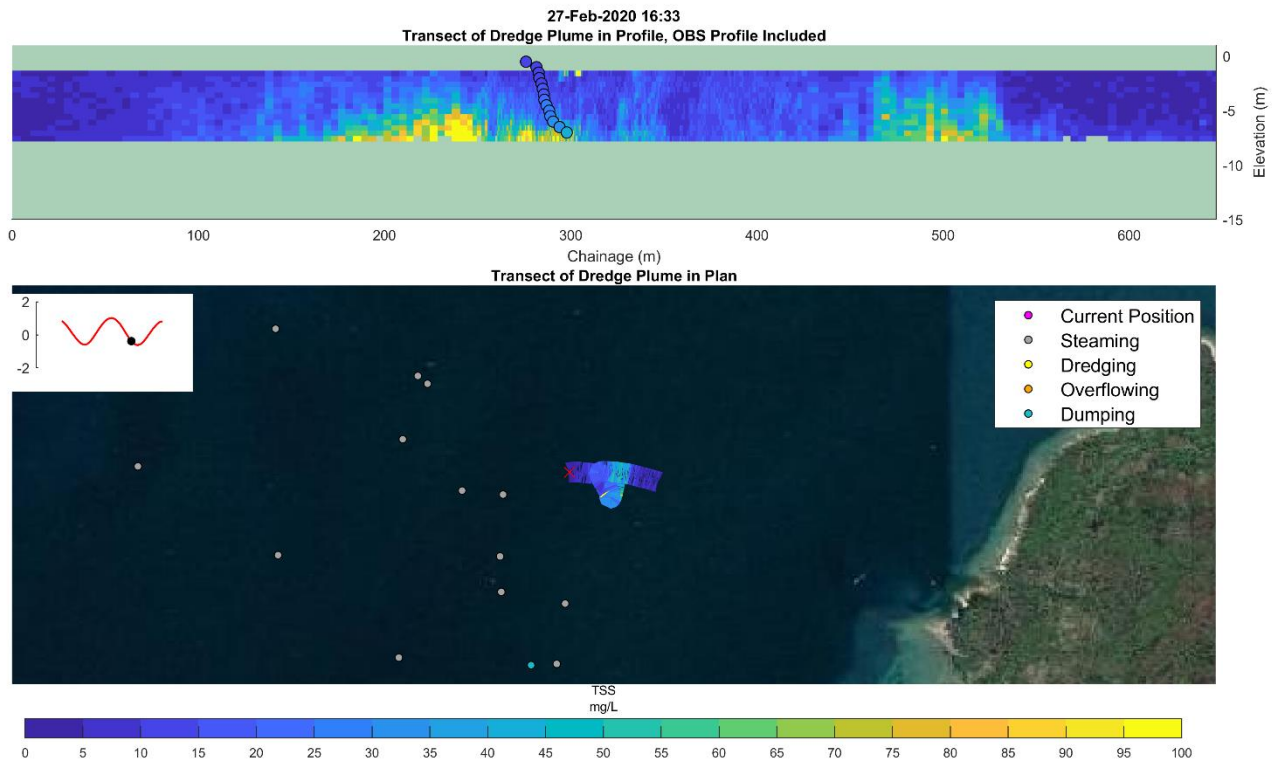 27-Feb-2020 16:33
Transect of Dredge Plume in Profile, OBS Profile Included
0
-5
-10
-15
Elevation (m)
0 100 200 300 400 500 600
Chainage (m)
Transect of Dredge Plume in Plan
2
0
-2
Current Position
Steaming
Dredging
Overflowing
Dumping
TSS
mg/L
0 5 10 15 20 25 30 35 40 45 50 55 60 65 70 75 80 85 90 95 100